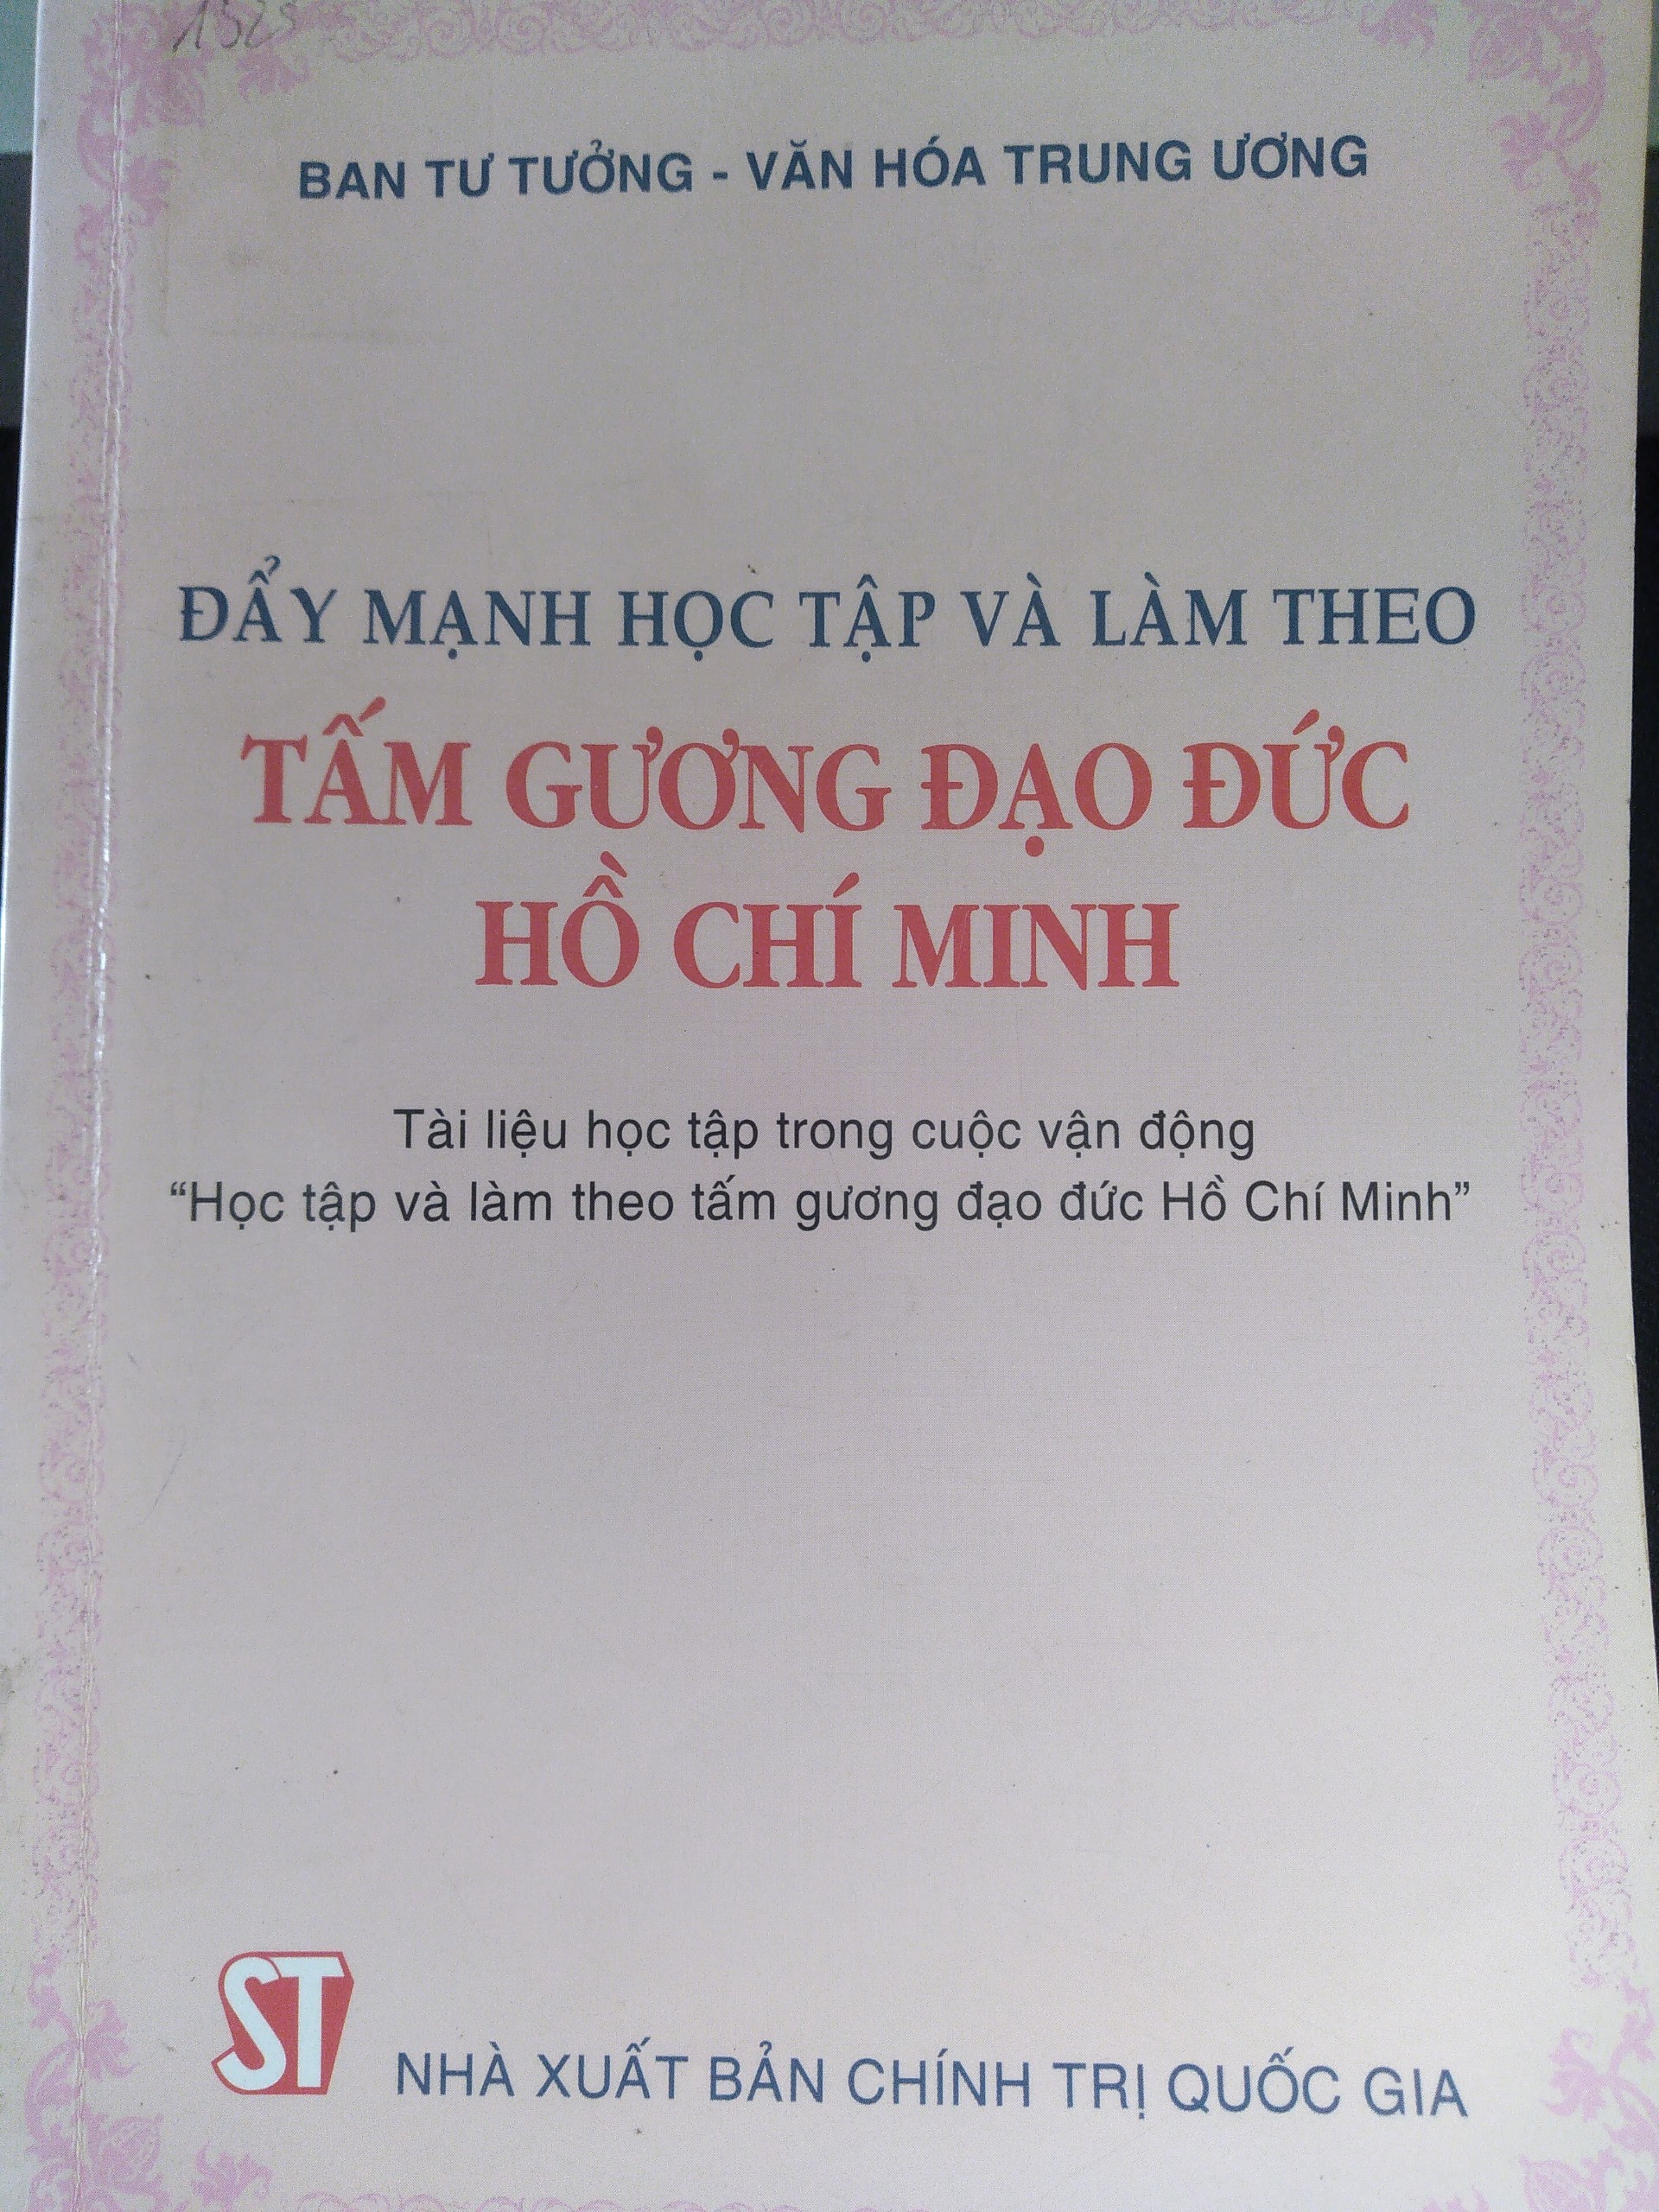 BAN TƯ TƯỞNG - VĂN HÓA TRUNG ƯƠNG
ĐẨY MẠNH HỌC TẬP VÀ LÀM THEO
TẤM GƯƠNG ĐẠO ĐỨC
HỒ CHÍ MINH
Tài liệu học tập trong cuộc vận động
“Học tập và làm theo tấm gương đạo đức Hồ Chí Minh”
ST
NHÀ XUẤT BẢN CHÍNH TRỊ QUỐC GIA